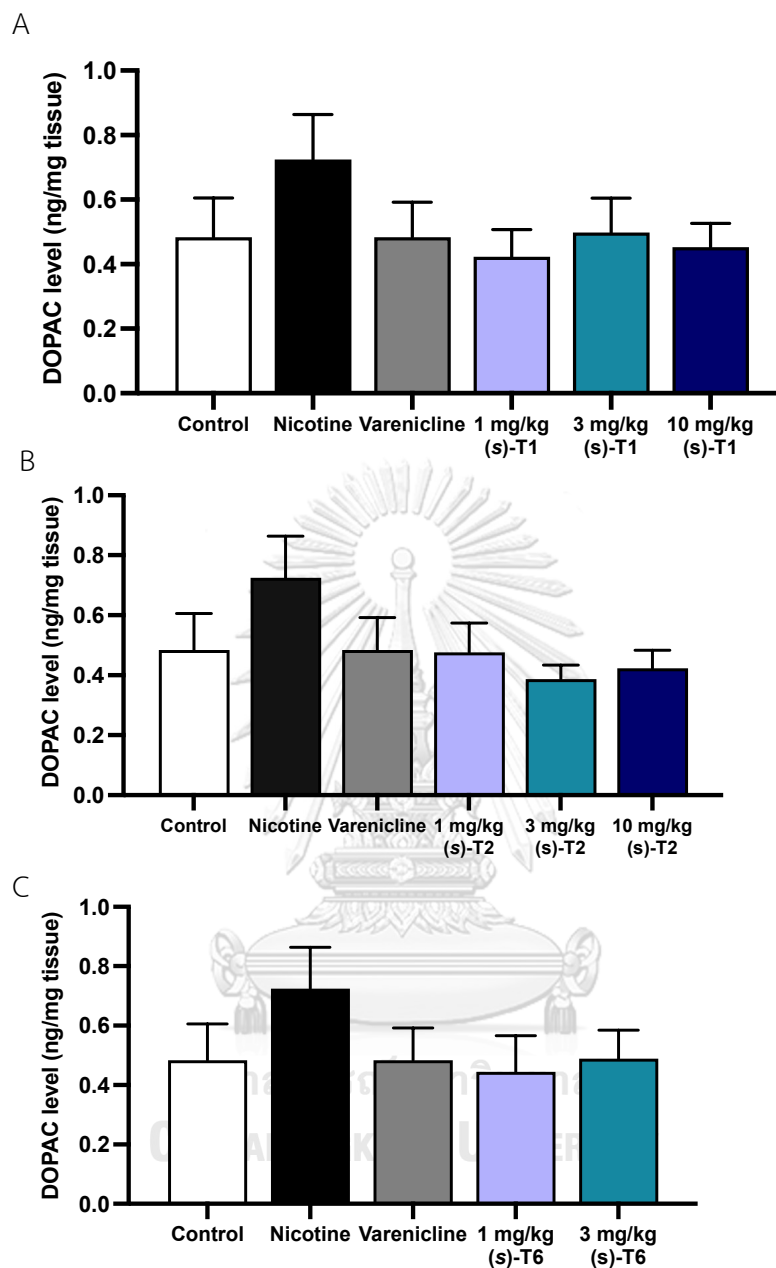 A
DOPAC level (ng/mg tissue)
1.0
0.8
0.6
0.4
0.2
0.0
Control Nicotine Varenicline 1 mg/kg 3 mg/kg 10 mg/kg
(s)-T1 (s)-T1 (s)-T1
B
DOPAC level (ng/mg tissue)
1.0
0.8
0.6
0.4
0.2
0.0
Control Nicotine Varenicline 1 mg/kg 3 mg/kg 10 mg/kg
(s)-T2 (s)-T2 (s)-T2
C
DOPAC level (ng/mg tissue)
1.0
0.8
0.6
0.4
0.2
0.0
Control Nicotine Varenicline 1 mg/kg 3 mg/kg
(s)-T6 (s)-T6